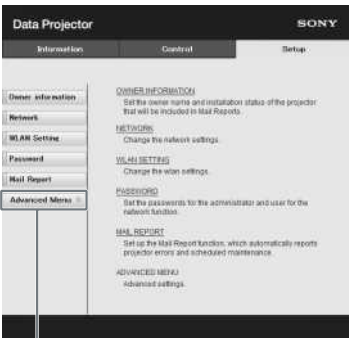 Data Projector
SONY
Information
Control
Setup
Owner information
Network
WLAN Setting
Password
Mail Report
Advanced Menu
OWNER INFORMATION
Set the owner name and installation status of the projector
that will be included in Mail Reports.
NETWORK
Change the network settings.
WLAN SETTING
Change the wlan settings.
PASSWORD
Set the passwords for the administrator and user for the
network function.
MAIL REPORT
Set up the Mail Report function, which automatically reports
projector errors and scheduled maintenance.
ADVANCED MENU
Advanced settings.